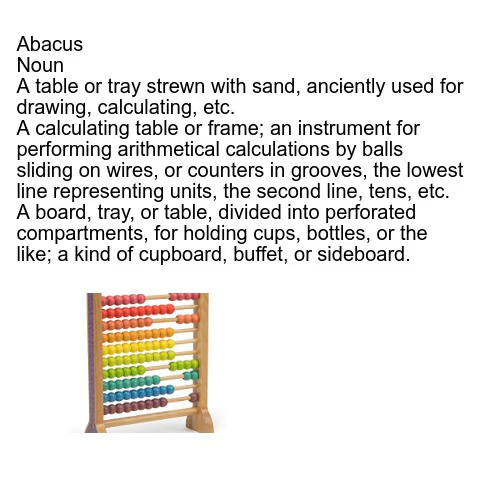 Abacus
Noun
A table or tray strewn with sand, anciently used for
drawing, calculating, etc.
A calculating table or frame; an instrument for
performing arithmetical calculations by balls
sliding on wires, or counters in grooves, the lowest
line representing units, the second line, tens, etc.
A board, tray, or table, divided into perforated
compartments, for holding cups, bottles, or the
like; a kind of cupboard, buffet, or sideboard.